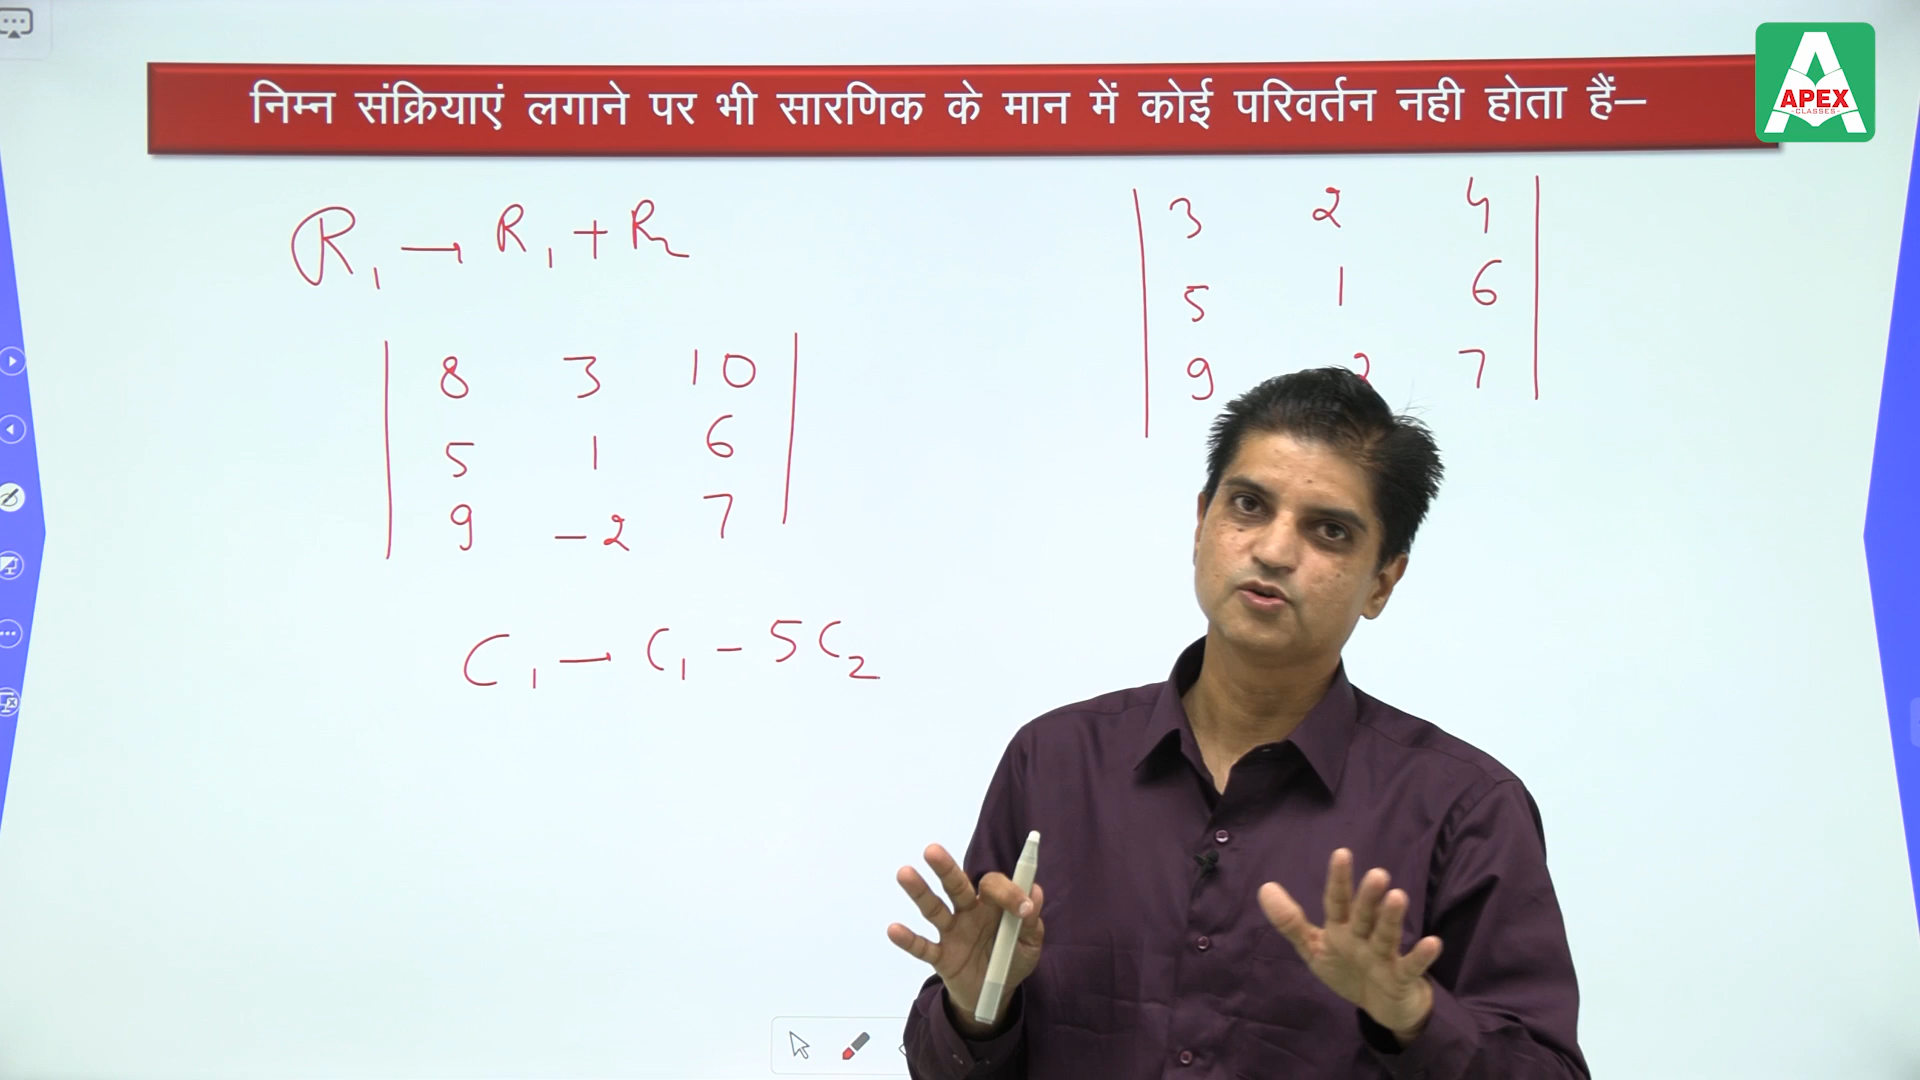 निम्न संक्रियाएं लगाने पर भी सारणिक के मान में कोई परिवर्तन नही होता हैं–
APEX
CLASSES
R₁ → R₁ + R₂
8 3 10
5 1 6
9 -2 7
C₁ → C₁ - 5C₂
3 2 4
5 1 6
9 2 7